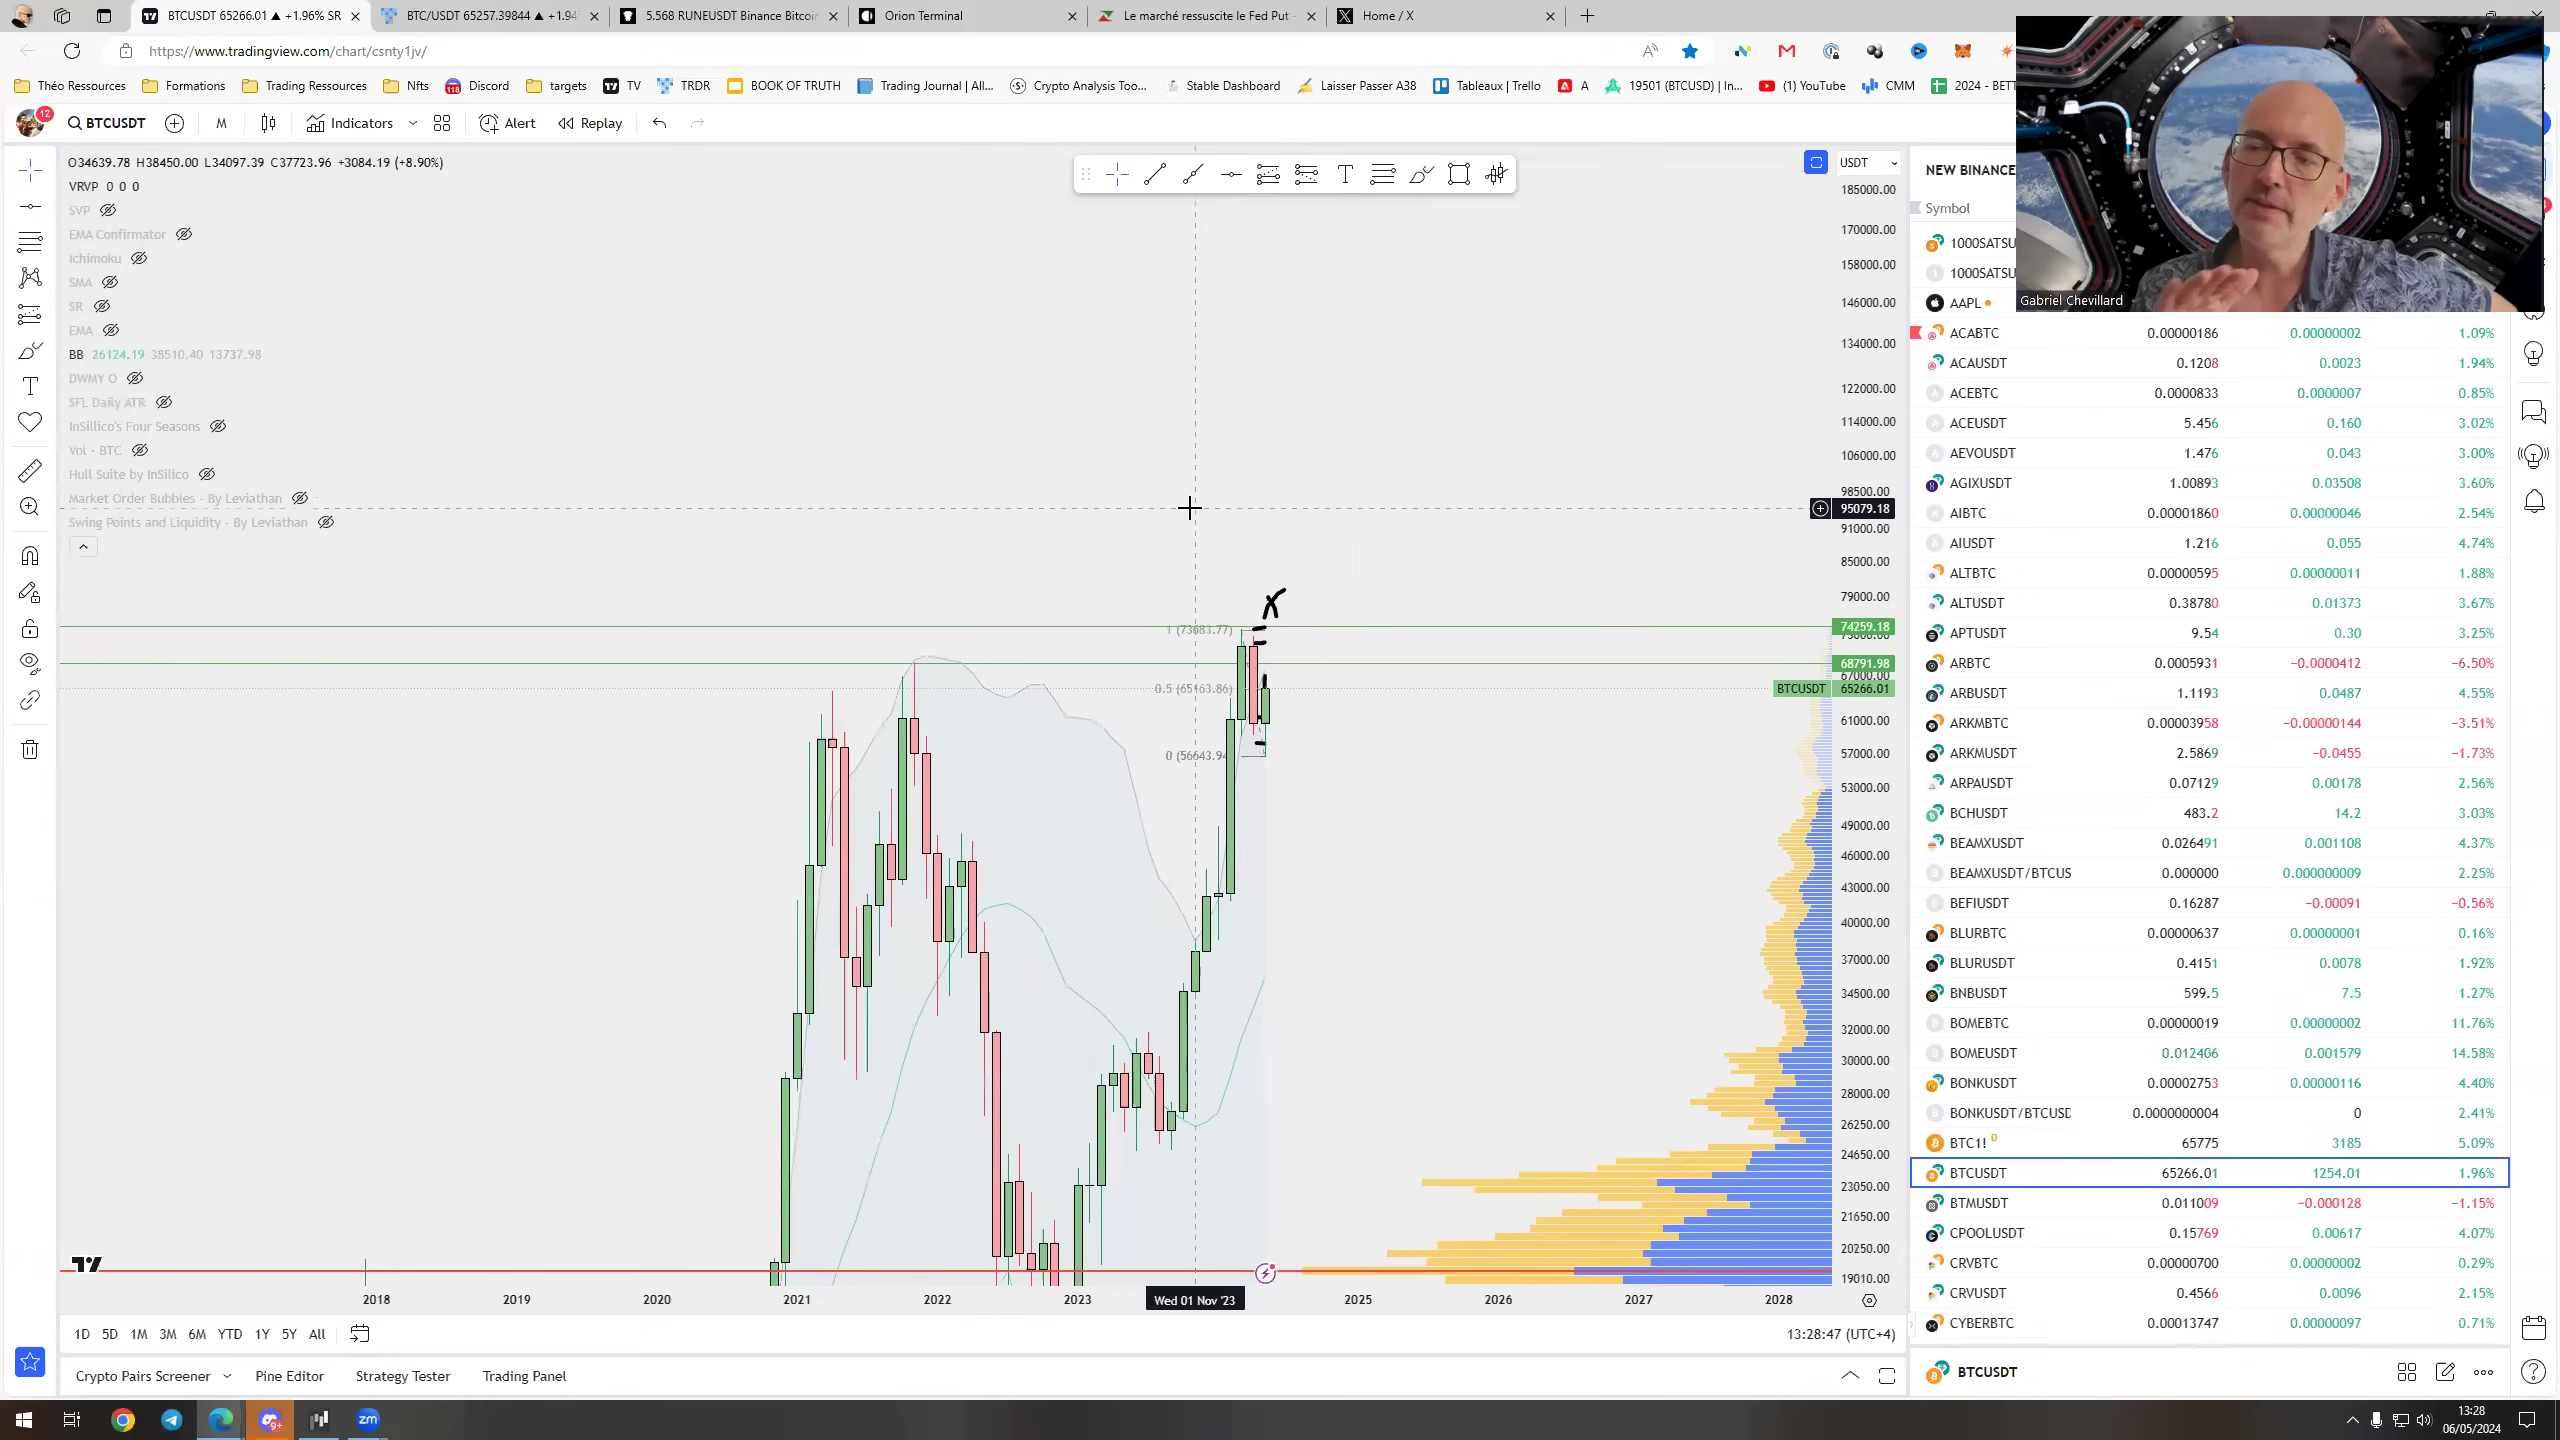 BTCUSDT 65266.01 ▲ +1.96% SR
BTC/USDT 65257.39844 ▲ +1.94
5.568 RUNEUSDT Binance Bitcoin
Orion Terminal
Le marché ressuscite le Fed Put -
Home / X
https://www.tradingview.com/chart/csnty1jv/
Théo Ressources
Formations
Trading Ressources
Nfts
118
Discord
targets
TV
TRDR
BOOK OF TRUTH
Trading Journal | All...
Crypto Analysis Too...
Stable Dashboard
Laisser Passer A38
Tableaux | Trello
A
19501 (BTCUSD) | In...
(1) YouTube
CMM
2024 - BETT
12
BTCUSDT
M
Indicators
Alert
Replay
O34639.78 H38450.00 L34097.39 C37723.96 +3084.19 (+8.90%)
VRVP 0 0 0
SVP
EMA Confirmator
Ichimoku
SMA
SR
EMA
BB 26124.19 38510.40 13737.98
DWMY O
SFL Daily ATR
InSillico's Four Seasons
Vol · BTC
Hull Suite by InSilico
Market Order Bubbles - By Leviathan
Swing Points and Liquidity - By Leviathan
X
1 (73683.77)
0.5 (65163.86)
0 (56643.94)
USDT
185000.00
170000.00
158000.00
146000.00
134000.00
122000.00
114000.00
106000.00
98500.00
95079.18
91000.00
85000.00
79000.00
74259.18
68791.98
67000.00
BTCUSDT 65266.01
61000.00
57000.00
53000.00
49000.00
46000.00
43000.00
40000.00
37000.00
34500.00
32000.00
30000.00
28000.00
26250.00
24650.00
23050.00
21650.00
20250.00
19010.00
2018 2019 2020 2021 2022 2023 Wed 01 Nov '23 2025 2026 2027 2028
1D 5D 1M 3M 6M YTD 1Y 5Y All
13:28:47 (UTC+4)
Crypto Pairs Screener
Pine Editor
Strategy Tester
Trading Panel
Gabriel Chevillard
NEW BINANCE
Symbol
1000SATSU
1000SATSU
AAPL
ACABTC 0.00000186 0.00000002 1.09%
ACAUSDT 0.1208 0.0023 1.94%
ACEBTC 0.0000833 0.0000007 0.85%
ACEUSDT 5.456 0.160 3.02%
AEVOUSDT 1.476 0.043 3.00%
AGIXUSDT 1.00893 0.03508 3.60%
AIBTC 0.00001860 0.00000046 2.54%
AIUSDT 1.216 0.055 4.74%
ALTBTC 0.00000595 0.00000011 1.88%
ALTUSDT 0.38780 0.01373 3.67%
APTUSDT 9.54 0.30 3.25%
ARBTC 0.0005931 −0.0000412 −6.50%
ARBUSDT 1.1193 0.0487 4.55%
ARKMBTC 0.00003958 −0.00000144 −3.51%
ARKMUSDT 2.5869 −0.0455 −1.73%
ARPAUSDT 0.07129 0.00178 2.56%
BCHUSDT 483.2 14.2 3.03%
BEAMXUSDT 0.026491 0.001108 4.37%
BEAMXUSDT/BTCUS 0.000000 0.000000009 2.25%
BEFIUSDT 0.16287 −0.00091 −0.56%
BLURBTC 0.00000637 0.00000001 0.16%
BLURUSDT 0.4151 0.0078 1.92%
BNBUSDT 599.5 7.5 1.27%
BOMEBTC 0.00000019 0.00000002 11.76%
BOMEUSDT 0.012406 0.001579 14.58%
BONKUSDT 0.00002753 0.00000116 4.40%
BONKUSDT/BTCUSD 0.0000000004 0 2.41%
BTC1! D 65775 3185 5.09%
BTCUSDT 65266.01 1254.01 1.96%
BTMUSDT 0.011009 −0.000128 −1.15%
CPOOLUSDT 0.15769 0.00617 4.07%
CRVBTC 0.00000700 0.00000002 0.29%
CRVUSDT 0.4566 0.0096 2.15%
CYBERBTC 0.00013747 0.00000097 0.71%
BTCUSDT
9+
zm
13:28
06/05/2024